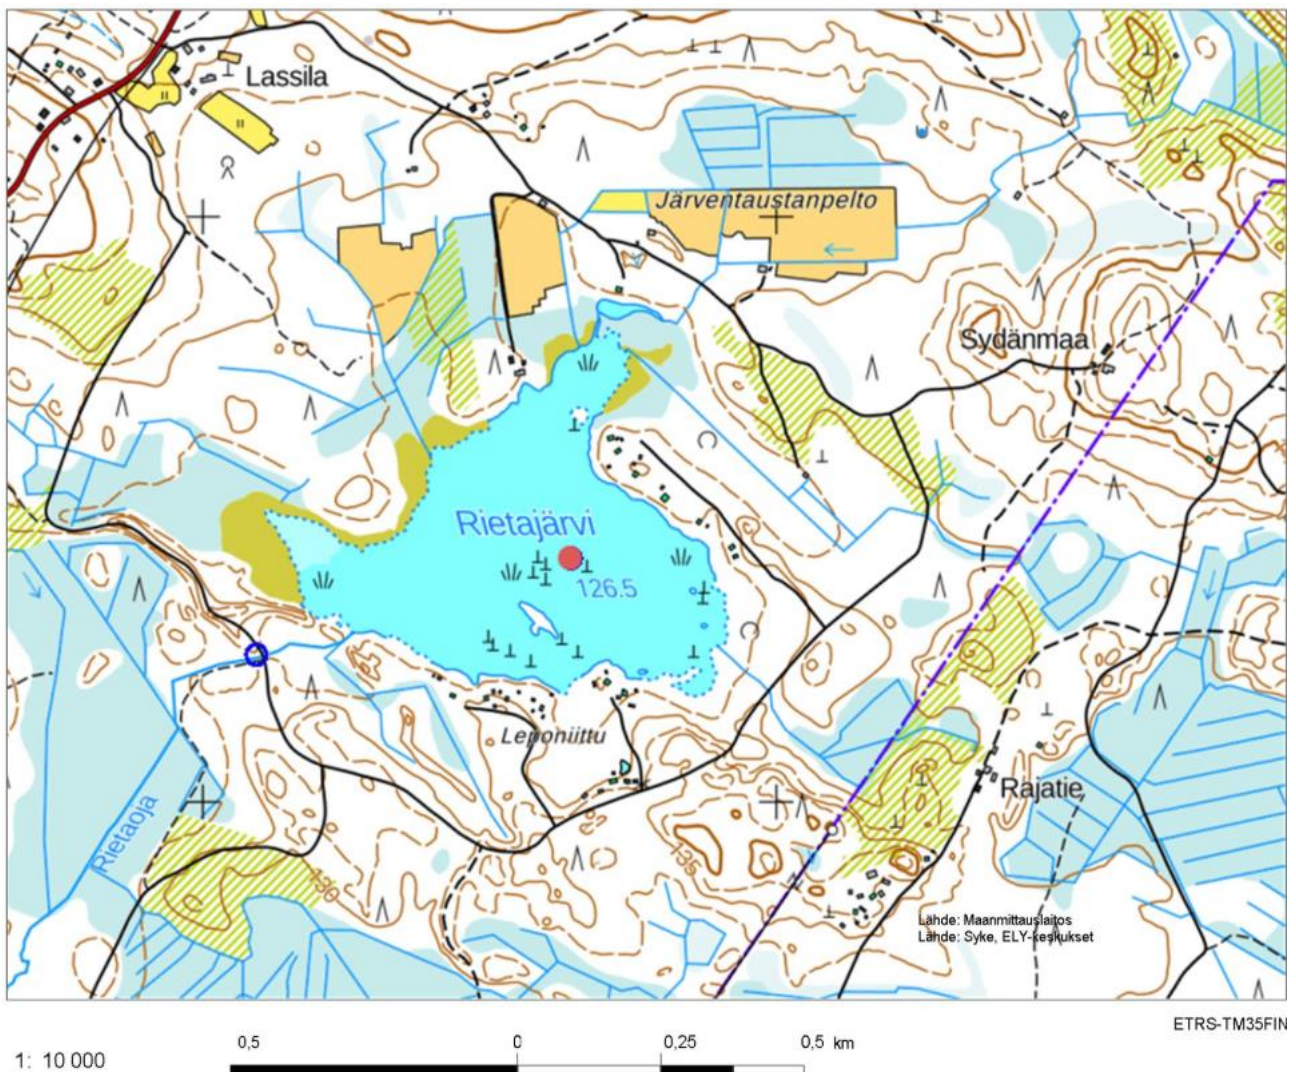 Lassila
Järventaustanpelto
Sydänmaa
Rietajärvi
126.5
Leponiittu
Rajatie
Rietaoja
135
130
Lähde: Maanmittauslaitos
Lähde: Syke, ELY-keskukset
ETRS-TM35FIN
0,5 0 0,25 0,5 km
1: 10 000